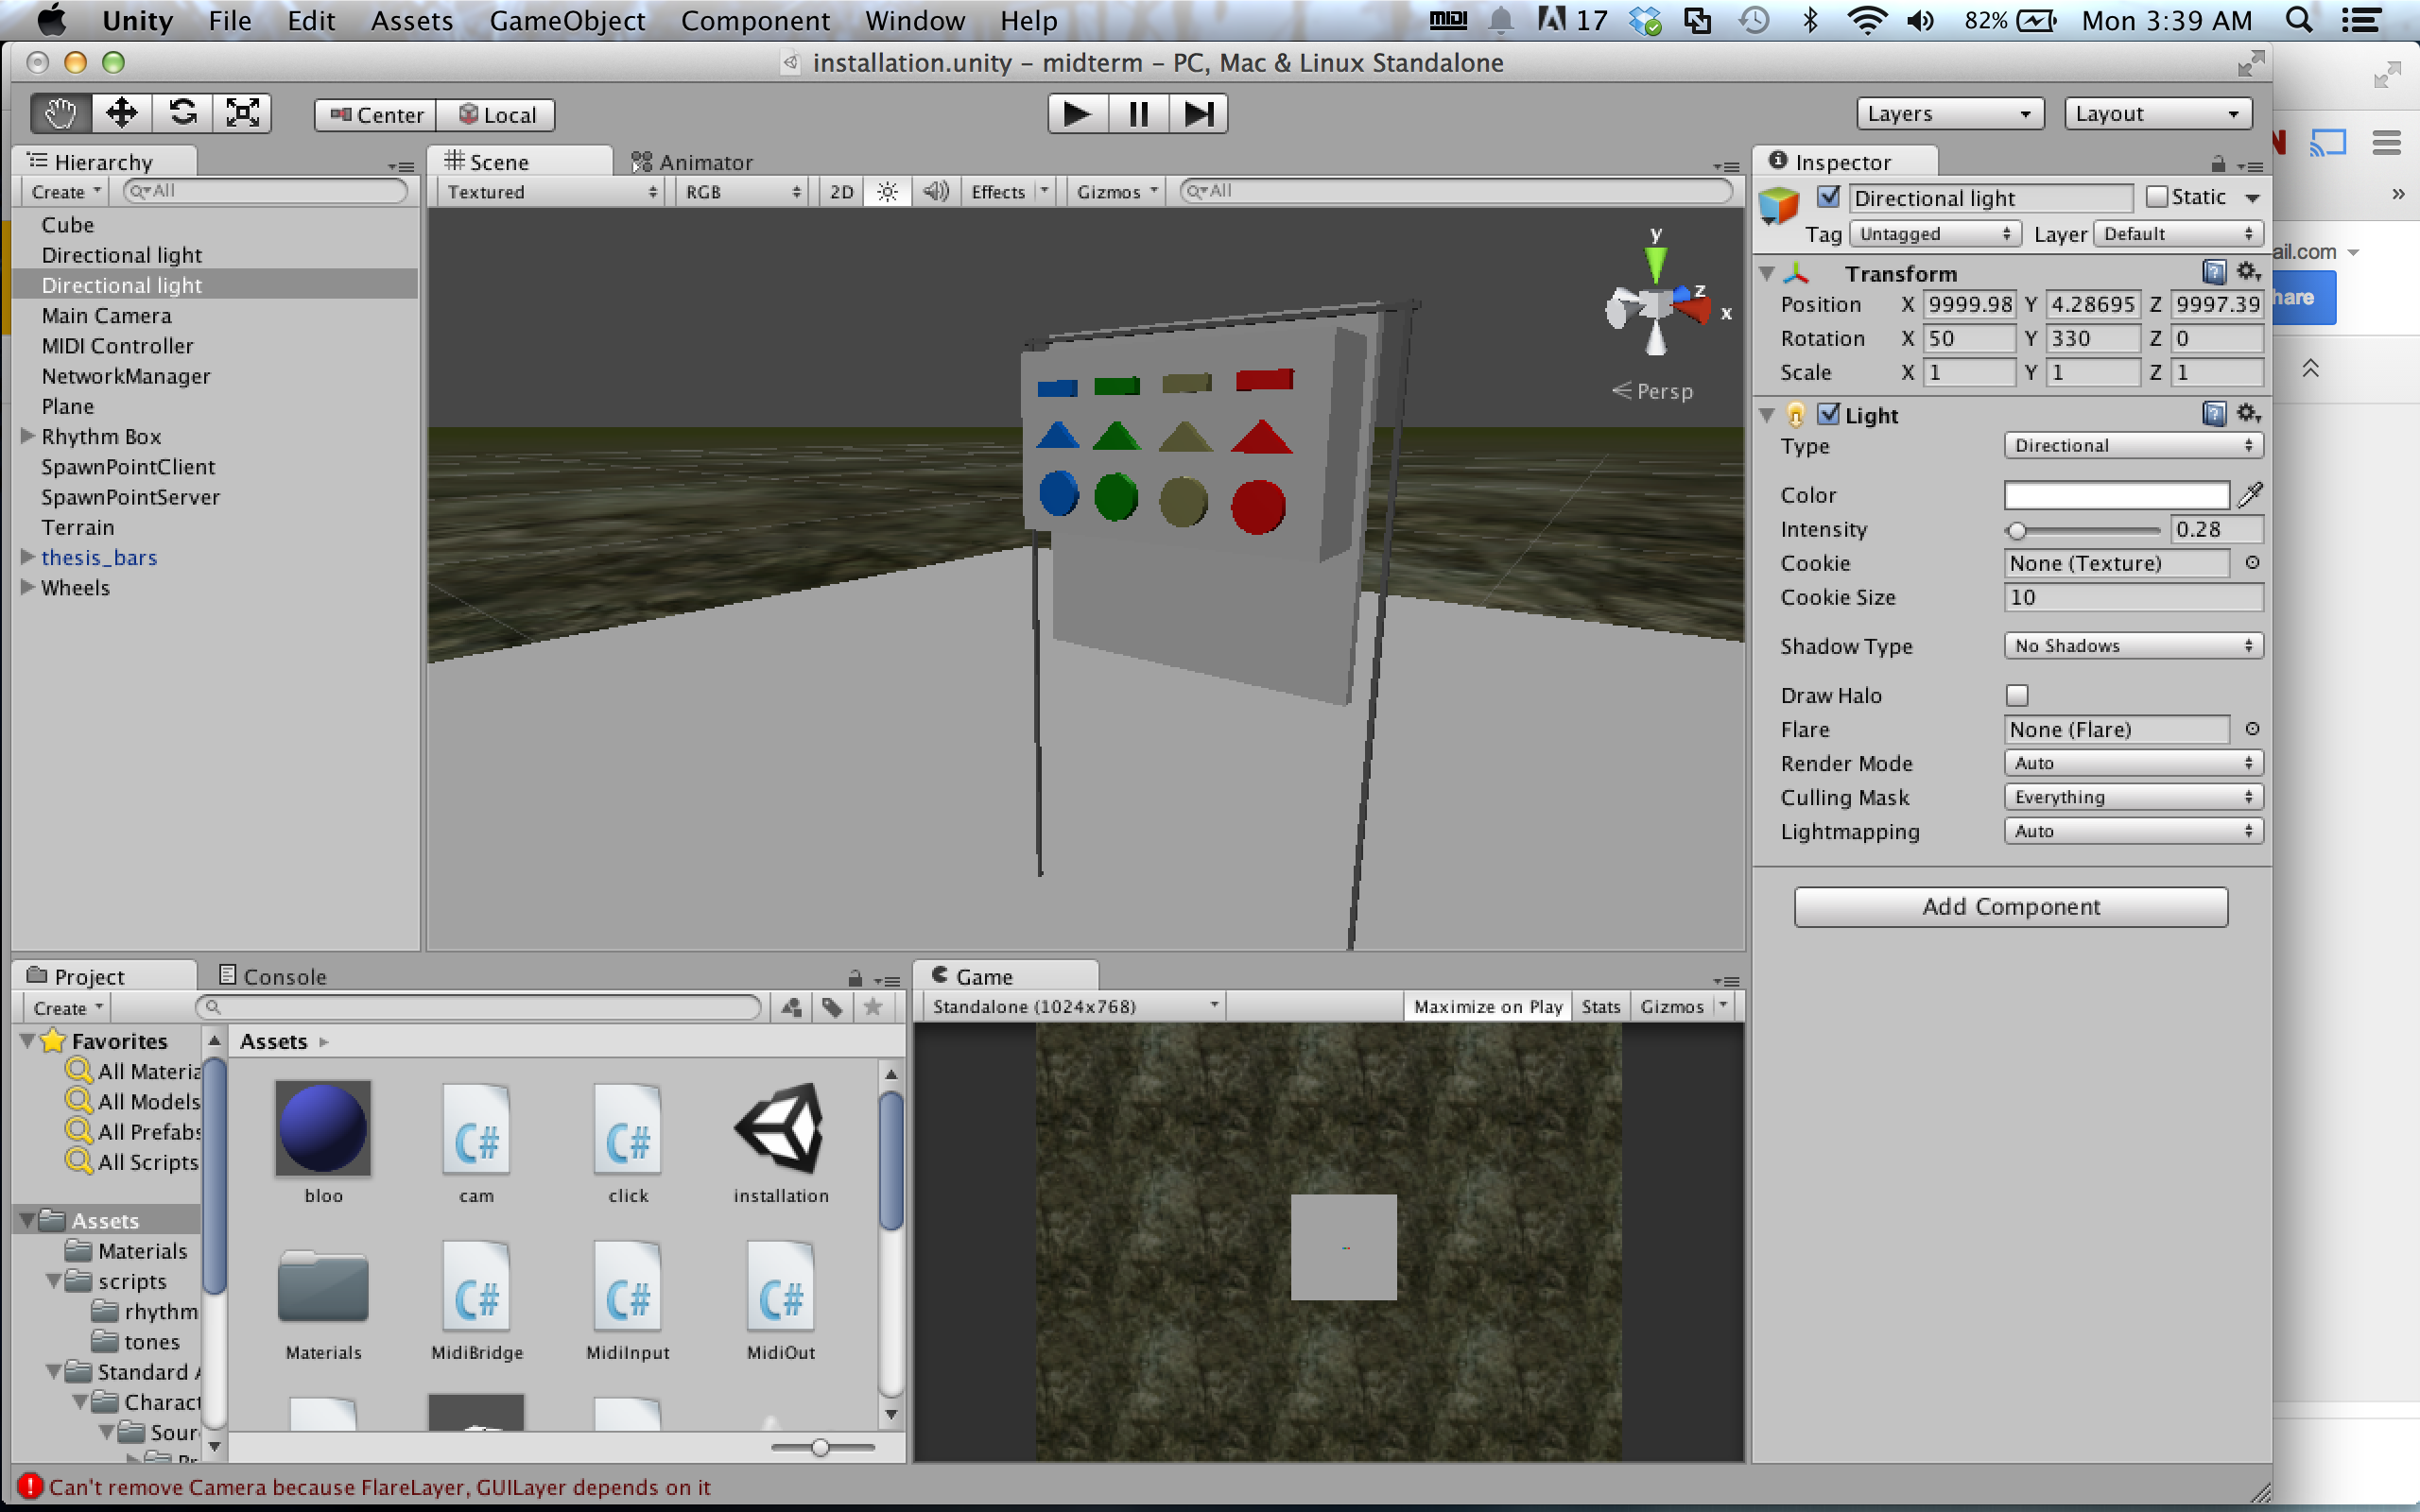 Unity File Edit Assets GameObject Component Window Help MIDI 17 82% Mon 3:39 AM
installation.unity – midterm – PC, Mac & Linux Standalone
Center Local Layers Layout
Hierarchy
Create All
Cube
Directional light
Directional light
Main Camera
MIDI Controller
NetworkManager
Plane
Rhythm Box
SpawnPointClient
SpawnPointServer
Terrain
thesis_bars
Wheels
Scene Animator
Textured RGB 2D Effects Gizmos All
y
z
x
Persp
Inspector
Directional light Static
Tag Untagged Layer Default
Transform
Position X 9999.98 Y 4.28695 Z 9997.39
Rotation X 50 Y 330 Z 0
Scale X 1 Y 1 Z 1
Light
Type Directional
Color
Intensity 0.28
Cookie None (Texture)
Cookie Size 10
Shadow Type No Shadows
Draw Halo
Flare None (Flare)
Render Mode Auto
Culling Mask Everything
Lightmapping Auto
Add Component
ail.com
hare
Project Console
Create
Favorites
All Materia
All Models
All Prefabs
All Scripts
Assets
Materials
scripts
rhythm
tones
Standard A
Charact
Sour
Pr
Assets
bloo cam click installation
Materials MidiBridge MidiInput MidiOut
C# C#
C# C# C#
Game
Standalone (1024x768) Maximize on Play Stats Gizmos
Can't remove Camera because FlareLayer, GUILayer depends on it